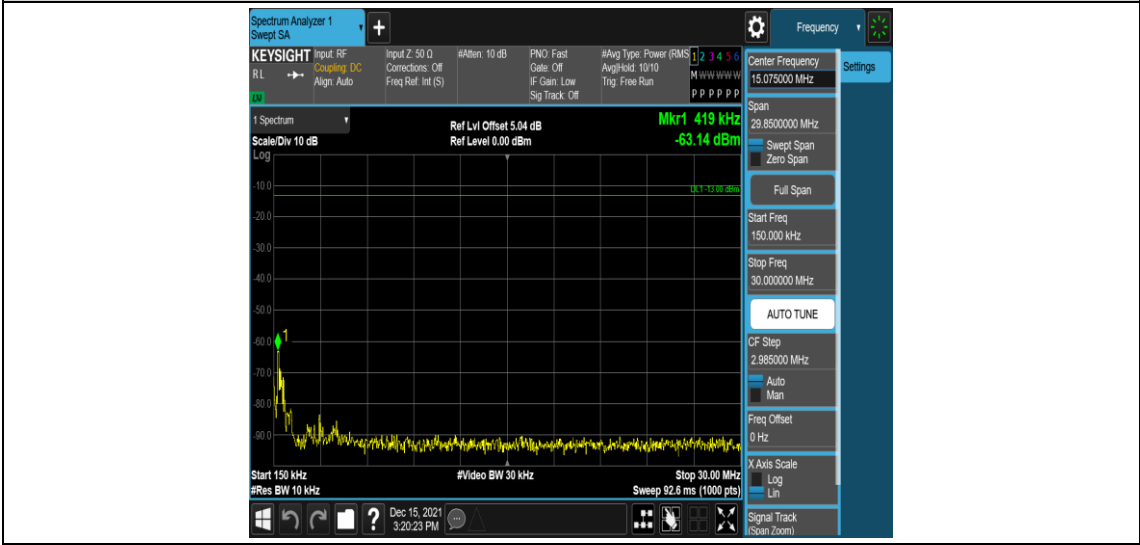 Spectrum Analyzer 1
Swept SA
+
Frequency
KEYSIGHT
RL
LM
Input: RF
Coupling: DC
Align: Auto
Input Z: 50 Ω
Corrections: Off
Freq Ref: Int (S)
#Atten: 10 dB
PNO: Fast
Gate: Off
IF Gain: Low
Sig Track: Off
#Avg Type: Power (RMS
Avg|Hold: 10/10
Trig: Free Run
1 2 3 4 5 6
M W W W W W
P P P P P P
1 Spectrum
Scale/Div 10 dB
Log
Ref Lvl Offset 5.04 dB
Ref Level 0.00 dBm
Mkr1 419 kHz
-63.14 dBm
DL1 -13.00 dBm
-10.0
-20.0
-30.0
-40.0
-50.0
-60.0
-70.0
-80.0
-90.0
1
Start 150 kHz
#Res BW 10 kHz
#Video BW 30 kHz
Stop 30.00 MHz
Sweep 92.6 ms (1000 pts)
Dec 15, 2021
3:20:23 PM
?
Center Frequency
15.075000 MHz
Settings
Span
29.8500000 MHz
Swept Span
Zero Span
Full Span
Start Freq
150.000 kHz
Stop Freq
30.000000 MHz
AUTO TUNE
CF Step
2.985000 MHz
Auto
Man
Freq Offset
0 Hz
X Axis Scale
Log
Lin
Signal Track
(Span Zoom)